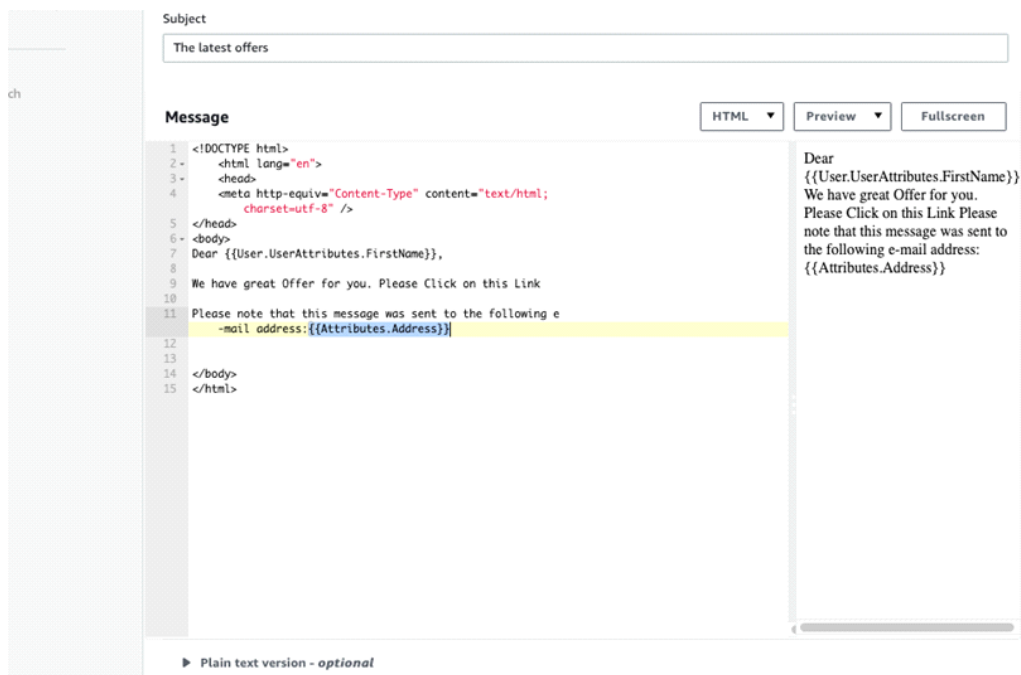 Subject
The latest offers
ch
Message
HTML
Preview
Fullscreen
1 <!DOCTYPE html>
2 <html lang="en">
3 <head>
4 <meta http-equiv="Content-Type" content="text/html;
charset=utf-8" />
5 </head>
6 <body>
7 Dear {{User.UserAttributes.FirstName}},
8
9 We have great Offer for you. Please Click on this Link
10
11 Please note that this message was sent to the following e
-mail address:{{Attributes.Address}}
12
13
14 </body>
15 </html>
Dear
{{User.UserAttributes.FirstName}}
We have great Offer for you.
Please Click on this Link Please
note that this message was sent to
the following e-mail address:
{{Attributes.Address}}
Plain text version - optional